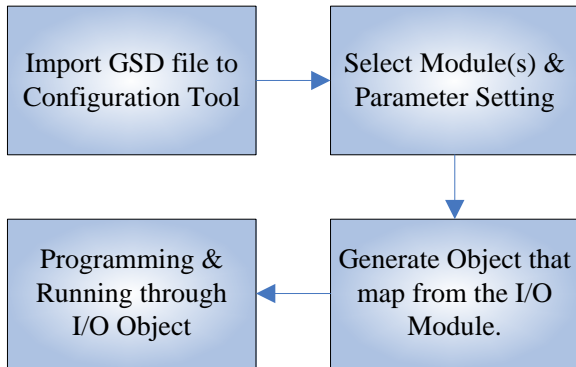 Import GSD file to
Configuration Tool
Select Module(s) &
Parameter Setting
Generate Object that
map from the I/O
Module.
Programming &
Running through
I/O Object